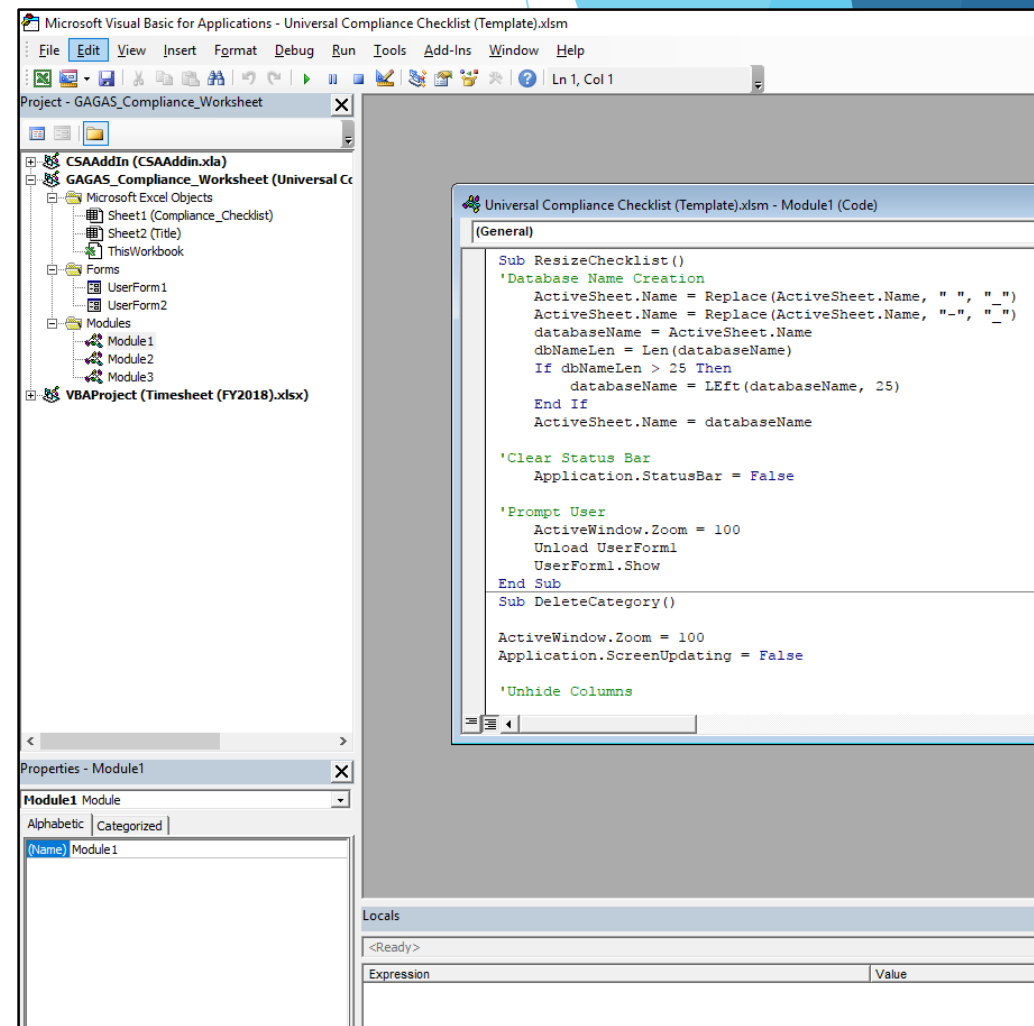 Microsoft Visual Basic for Applications - Universal Compliance Checklist (Template).xlsm
File Edit View Insert Format Debug Run Tools Add-Ins Window Help
Ln 1, Col 1
Project - GAGAS_Compliance_Worksheet
CSAAddIn (CSAAddin.xla)
GAGAS_Compliance_Worksheet (Universal Cc
Microsoft Excel Objects
Sheet1 (Compliance_Checklist)
Sheet2 (Title)
ThisWorkbook
Forms
UserForm1
UserForm2
Modules
Module1
Module2
Module3
VBAProject (Timesheet (FY2018).xlsx)
Universal Compliance Checklist (Template).xlsm - Module1 (Code)
(General)
Sub ResizeChecklist()
'Database Name Creation
ActiveSheet.Name = Replace(ActiveSheet.Name, " ", "_")
ActiveSheet.Name = Replace(ActiveSheet.Name, "-", "_")
databaseName = ActiveSheet.Name
dbNameLen = Len(databaseName)
If dbNameLen > 25 Then
databaseName = LEft(databaseName, 25)
End If
ActiveSheet.Name = databaseName
'Clear Status Bar
Application.StatusBar = False
'Prompt User
ActiveWindow.Zoom = 100
Unload UserForm1
UserForm1.Show
End Sub
Sub DeleteCategory()
ActiveWindow.Zoom = 100
Application.ScreenUpdating = False
'Unhide Columns
Properties - Module1
Module1 Module
Alphabetic Categorized
(Name) Module1
Locals
<Ready>
Expression Value